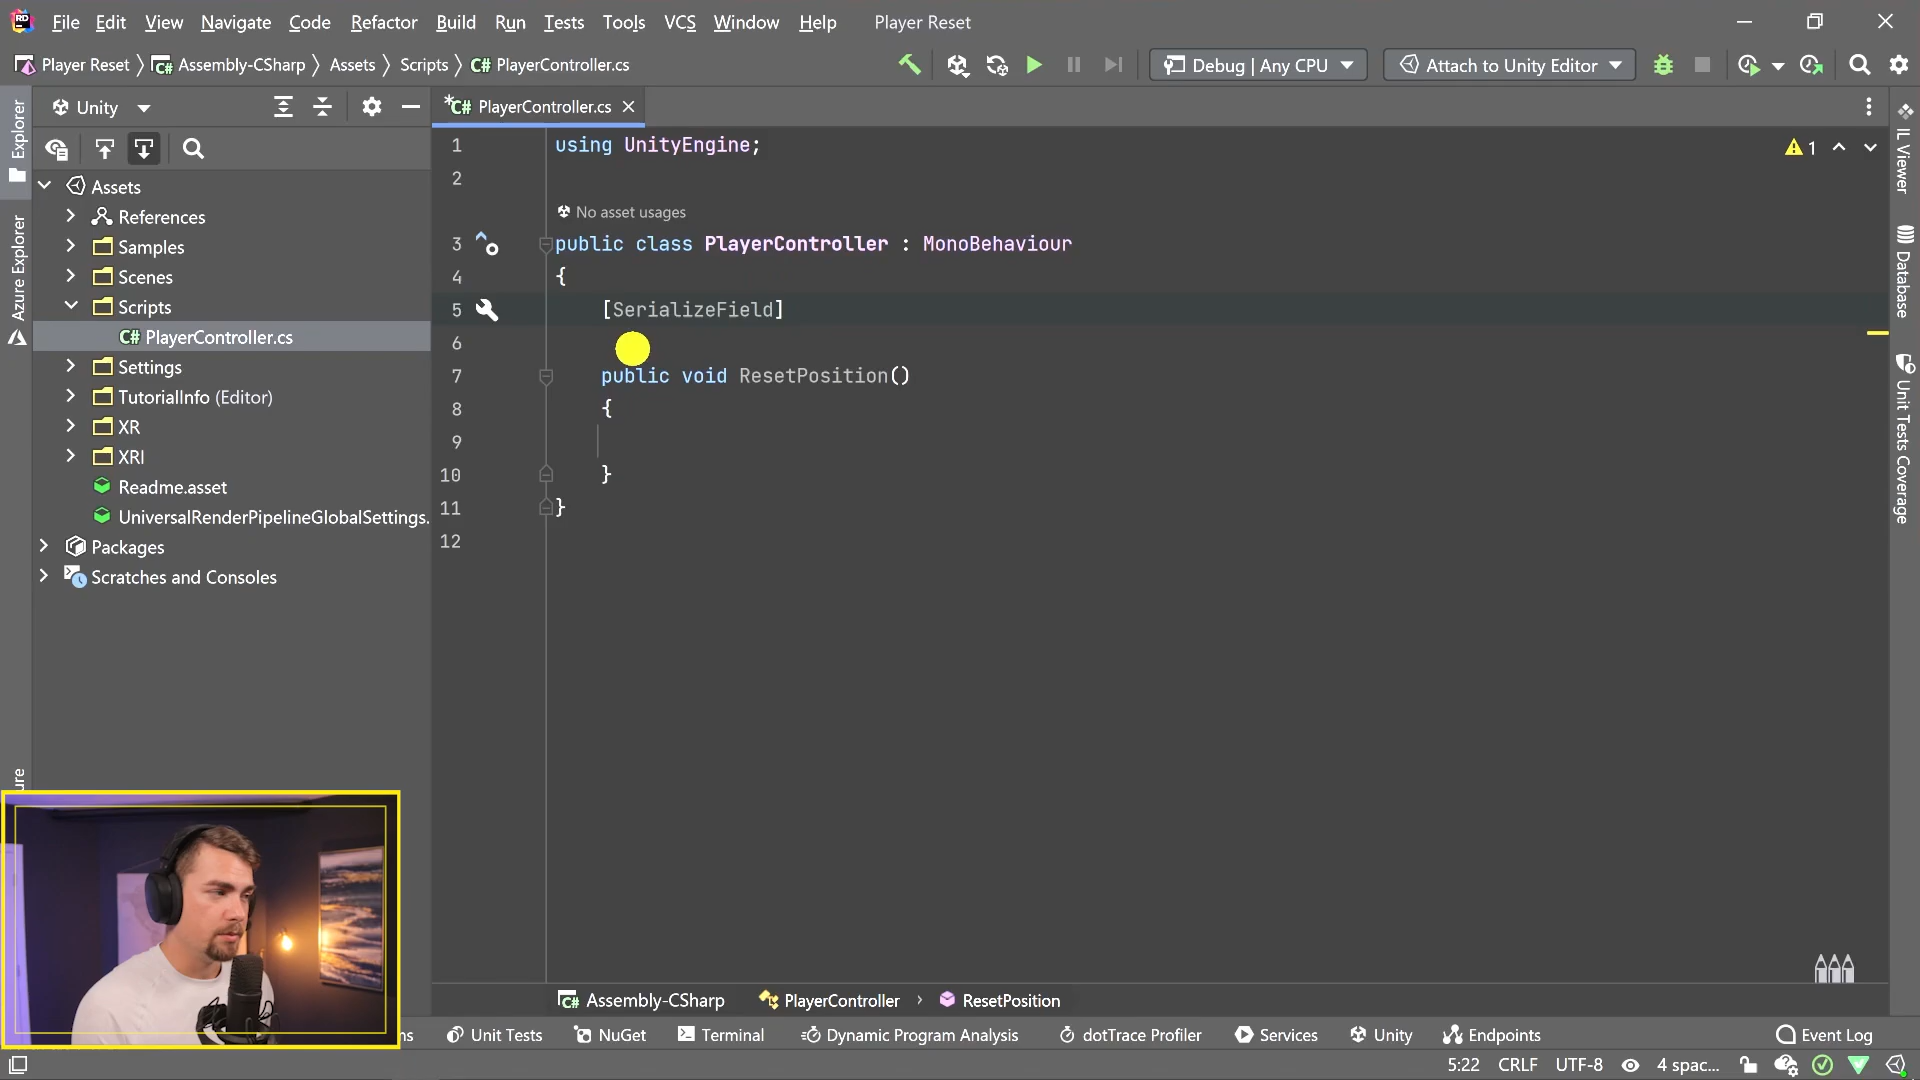 RD File Edit View Navigate Code Refactor Build Run Tests Tools VCS Window Help Player Reset
Player Reset Assembly-CSharp Assets Scripts C# PlayerController.cs Debug | Any CPU Attach to Unity Editor
Explorer
Azure Explorer
Unity
Assets
References
Samples
Scenes
Scripts
C# PlayerController.cs
Settings
TutorialInfo (Editor)
XR
XRI
Readme.asset
UniversalRenderPipelineGlobalSettings.
Packages
Scratches and Consoles
*C# PlayerController.cs
1 using UnityEngine;
2
No asset usages
3 public class PlayerController : MonoBehaviour
4 {
5 [SerializeField]
6
7 public void ResetPosition()
8 {
9
10 }
11 }
12
1
IL Viewer
Database
Unit Tests Coverage
Assembly-CSharp PlayerController › ResetPosition
Unit Tests NuGet Terminal Dynamic Program Analysis dotTrace Profiler Services Unity Endpoints Event Log
5:22 CRLF UTF-8 4 spac...